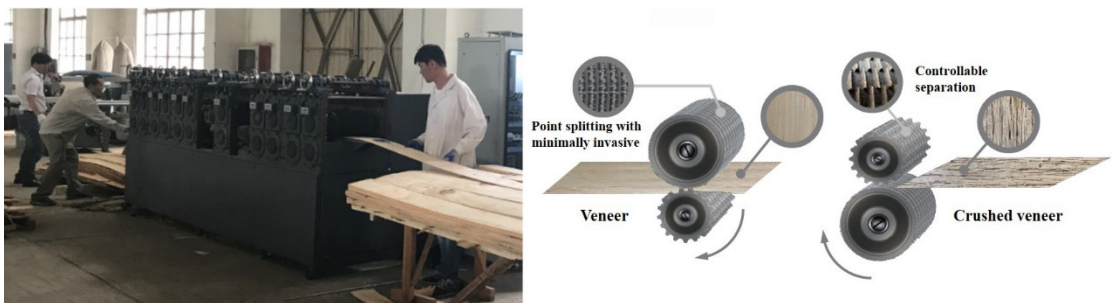 Point splitting with
minimally invasive
Controllable
separation
Veneer
Crushed veneer